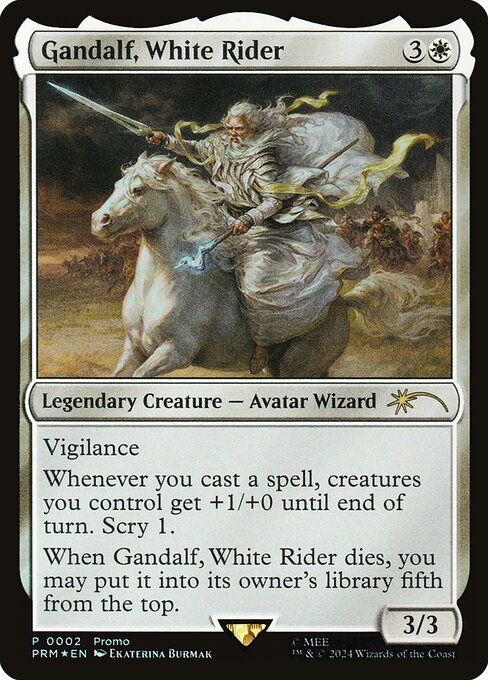 Gandalf, White Rider 3
Legendary Creature — Avatar Wizard
Vigilance
Whenever you cast a spell, creatures
you control get +1/+0 until end of
turn. Scry 1.
When Gandalf, White Rider dies, you
may put it into its owner's library fifth
from the top.
3/3
P 0002 Promo
PRM★EN Ekaterina Burmak
© MEE
™ & © 2024 Wizards of the Coast